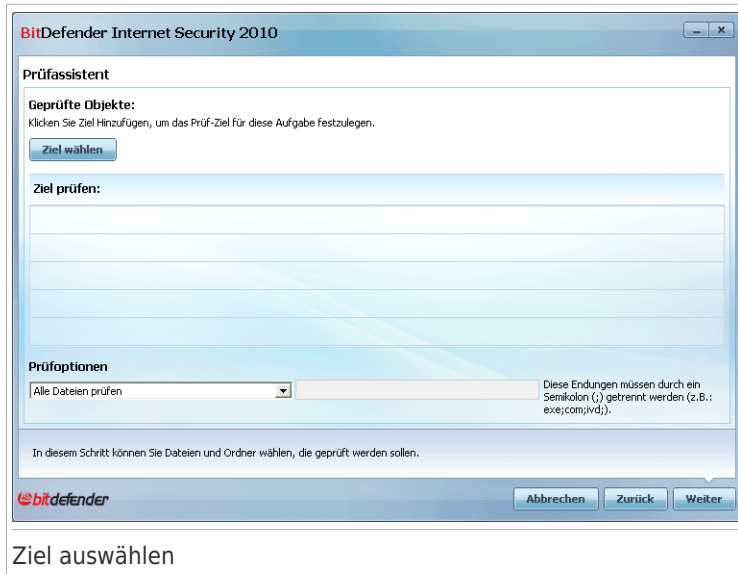 BitDefender Internet Security 2010
Prüfassistent
Geprüfte Objekte:
Klicken Sie Ziel Hinzufügen, um das Prüf-Ziel für diese Aufgabe festzulegen.
Ziel wählen
Ziel prüfen:
Prüfoptionen
Alle Dateien prüfen
Diese Endungen müssen durch ein
Semikolon (;) getrennt werden (z.B.:
exe;com;ivd;).
In diesem Schritt können Sie Dateien und Ordner wählen, die geprüft werden sollen.
bitdefender
Abbrechen
Zurück
Weiter
Ziel auswählen